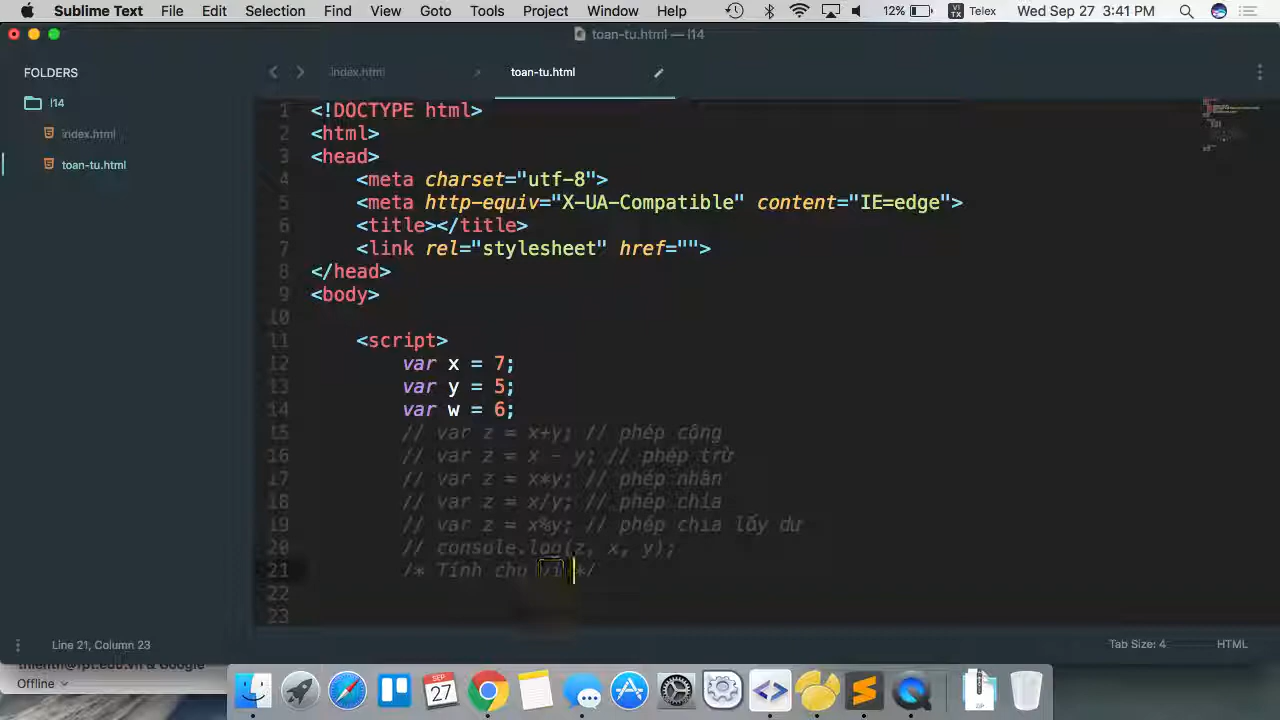 Sublime Text File Edit Selection Find View Goto Tools Project Window Help 12% VI TX Telex Wed Sep 27 3:41 PM
toan-tu.html — l14
FOLDERS
l14
index.html
toan-tu.html
index.html toan-tu.html
1 <!DOCTYPE html>
2 <html>
3 <head>
4 <meta charset="utf-8">
5 <meta http-equiv="X-UA-Compatible" content="IE=edge">
6 <title></title>
7 <link rel="stylesheet" href="">
8 </head>
9 <body>
10
11 <script>
12 var x = 7;
13 var y = 5;
14 var w = 6;
15 // var z = x+y; // phép cộng
16 // var z = x - y; // phép trừ
17 // var z = x*y; // phép nhân
18 // var z = x/y; // phép chia
19 // var z = x%y; // phép chia lấy dư
20 // console.log(z, x, y);
21 /* Tính chu vi */
22
23
Line 21, Column 23 Tab Size: 4 HTML
& Google
Offline
SEP
27
ZIP